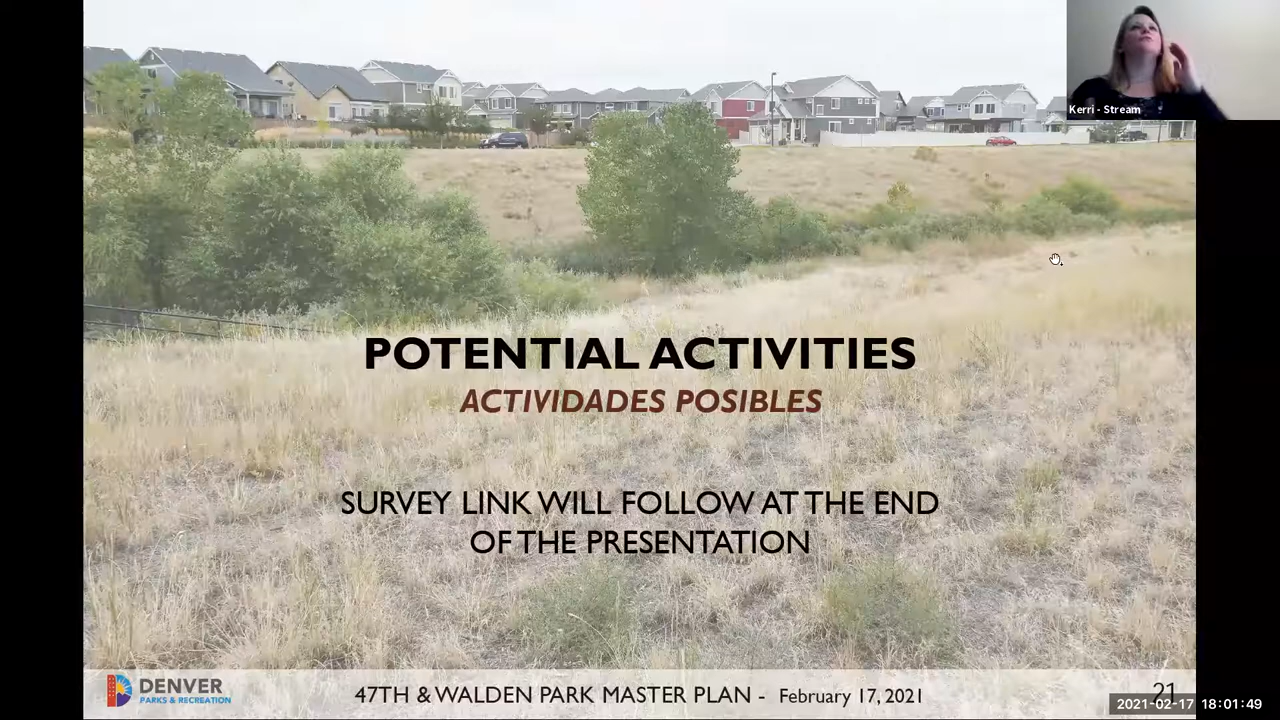 Kerri - Stream
POTENTIAL ACTIVITIES
ACTIVIDADES POSIBLES
SURVEY LINK WILL FOLLOW AT THE END
OF THE PRESENTATION
DENVER
PARKS & RECREATION
47TH & WALDEN PARK MASTER PLAN - February 17, 2021
21
2021-02-17 18:01:49